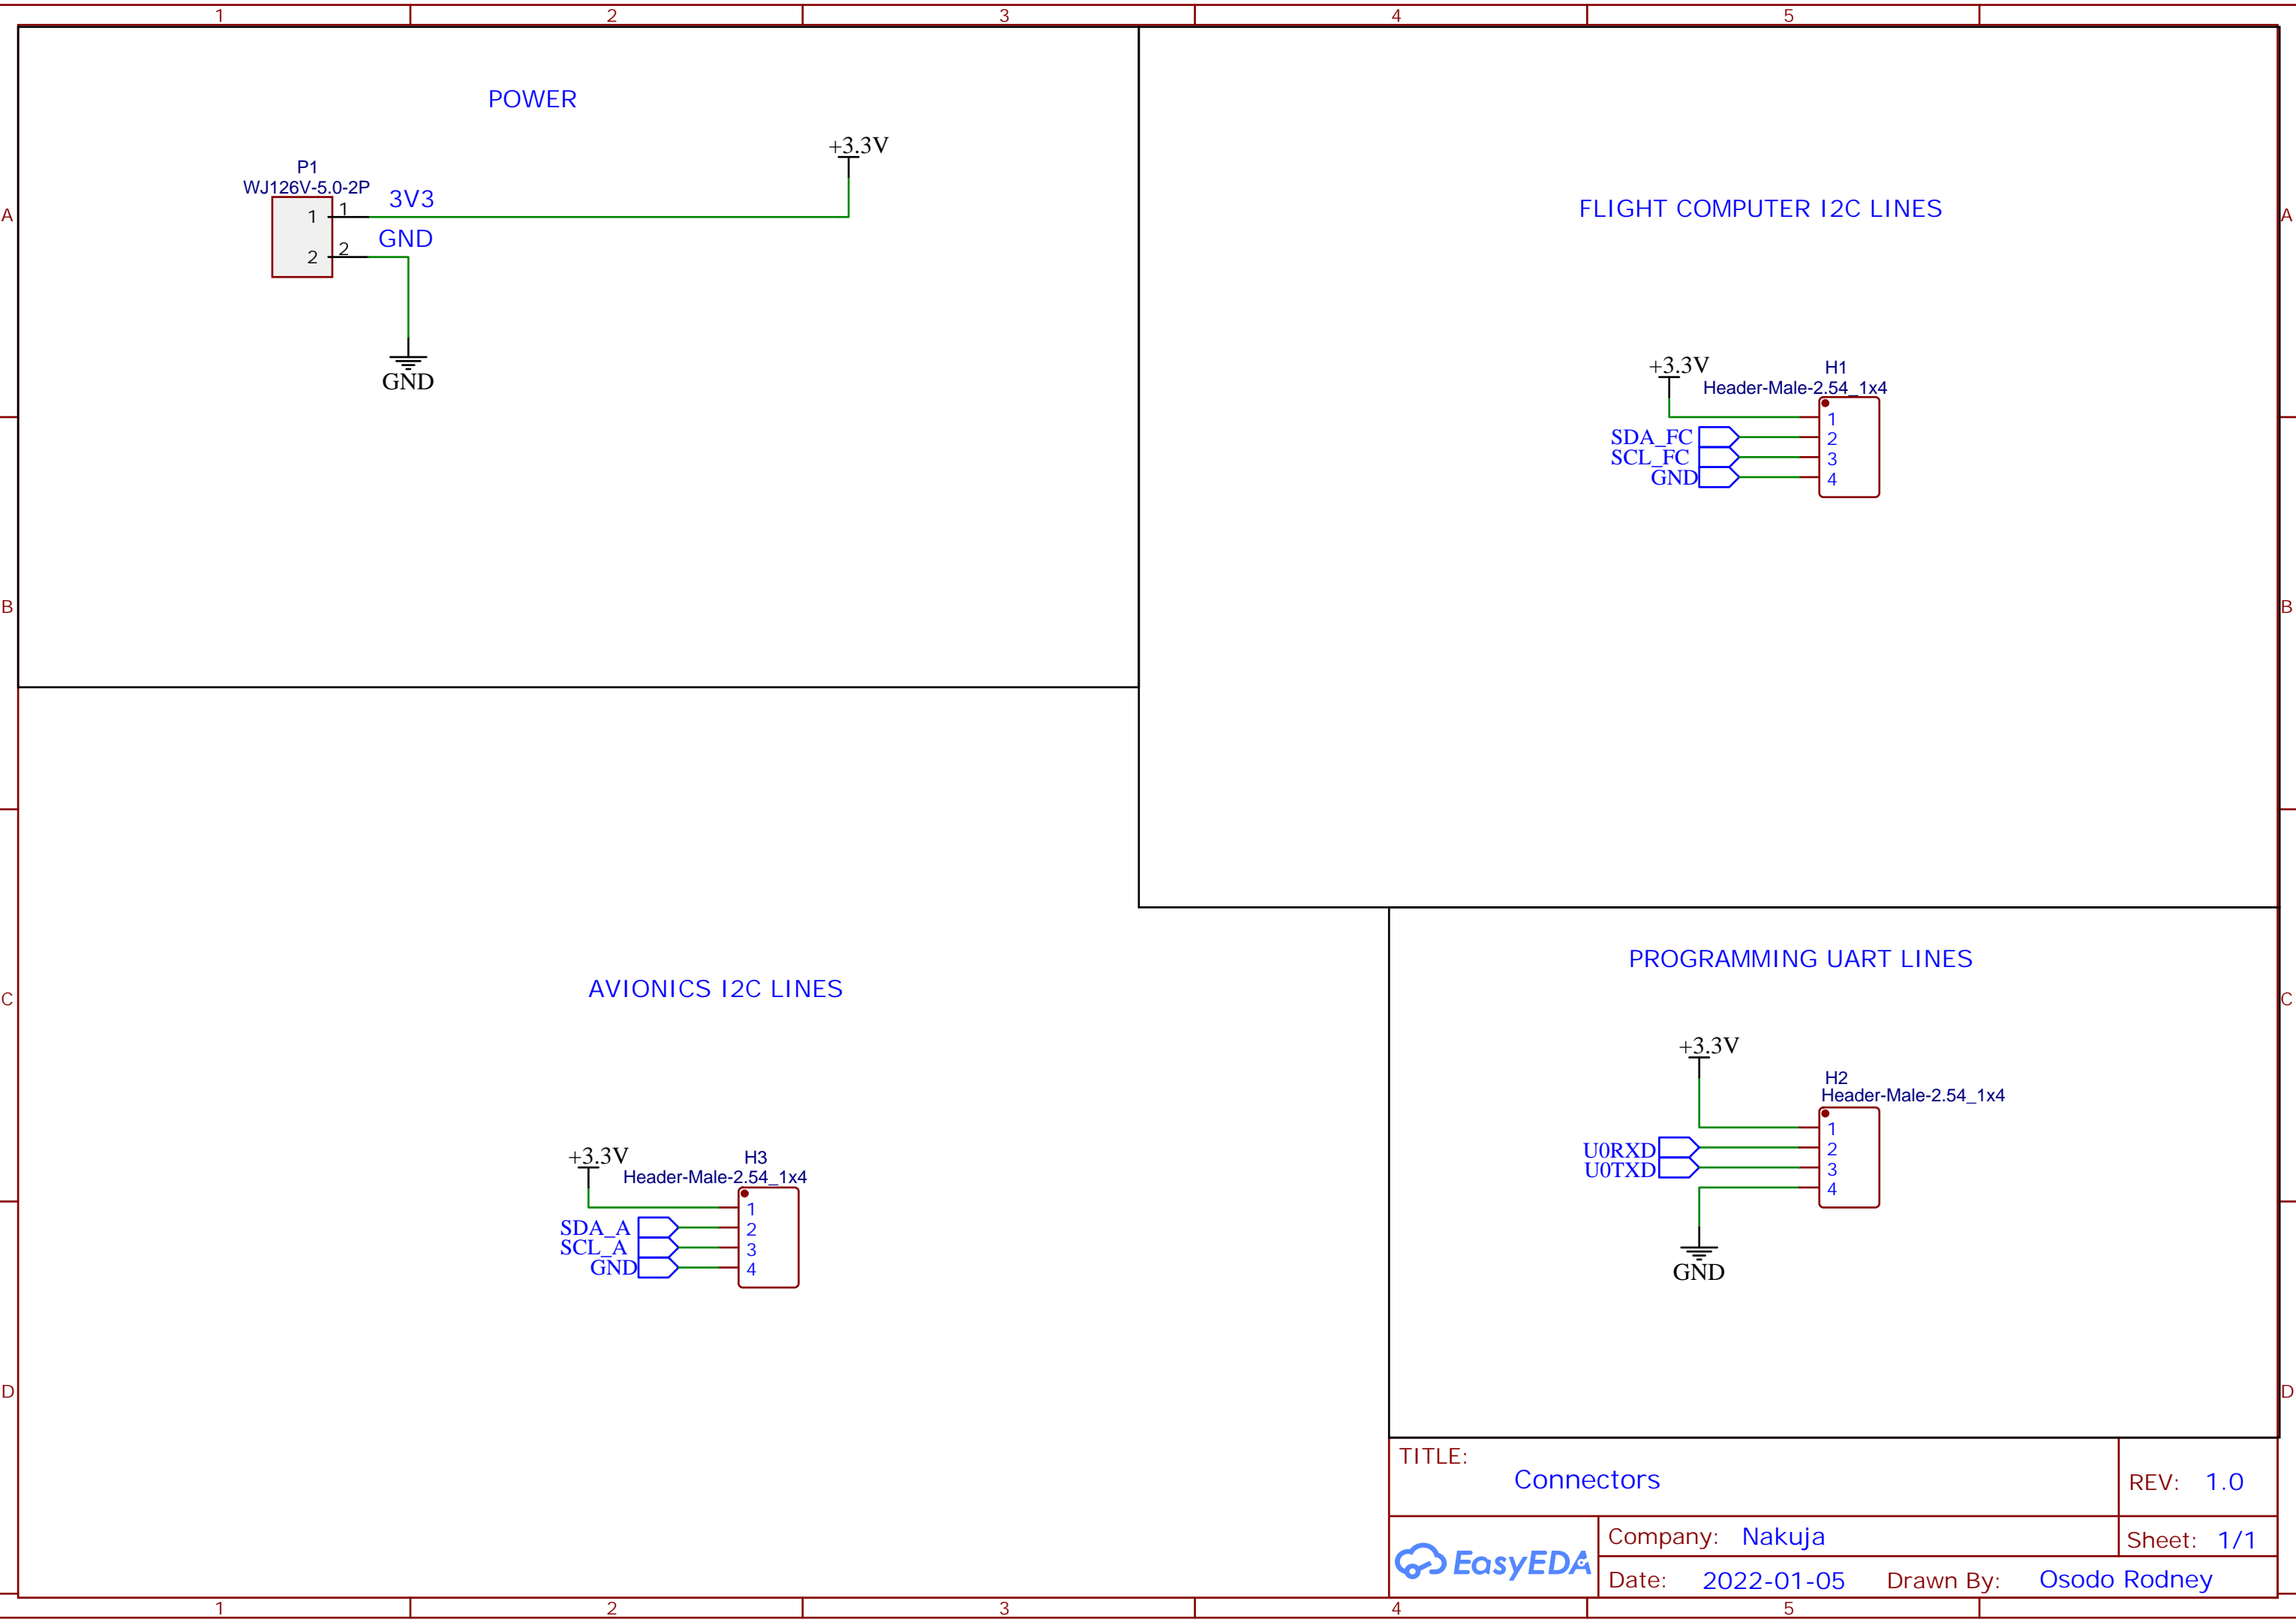 1 2 3 4 5
POWER
+3.3V
P1
WJ126V-5.0-2P
3V3
1 1
GND
2 2
GND
A A
FLIGHT COMPUTER I2C LINES
+3.3V
H1
Header-Male-2.54_1x4
1
SDA_FC 2
SCL_FC 3
GND 4
B B
AVIONICS I2C LINES
+3.3V
H3
Header-Male-2.54_1x4
1
SDA_A 2
SCL_A 3
GND 4
C C
PROGRAMMING UART LINES
+3.3V
H2
Header-Male-2.54_1x4
1
U0RXD 2
U0TXD 3
4
GND
D D
TITLE:
Connectors
REV: 1.0
EasyEDA
Company: Nakuja
Sheet: 1/1
Date: 2022-01-05 Drawn By: Osodo Rodney
1 2 3 4 5